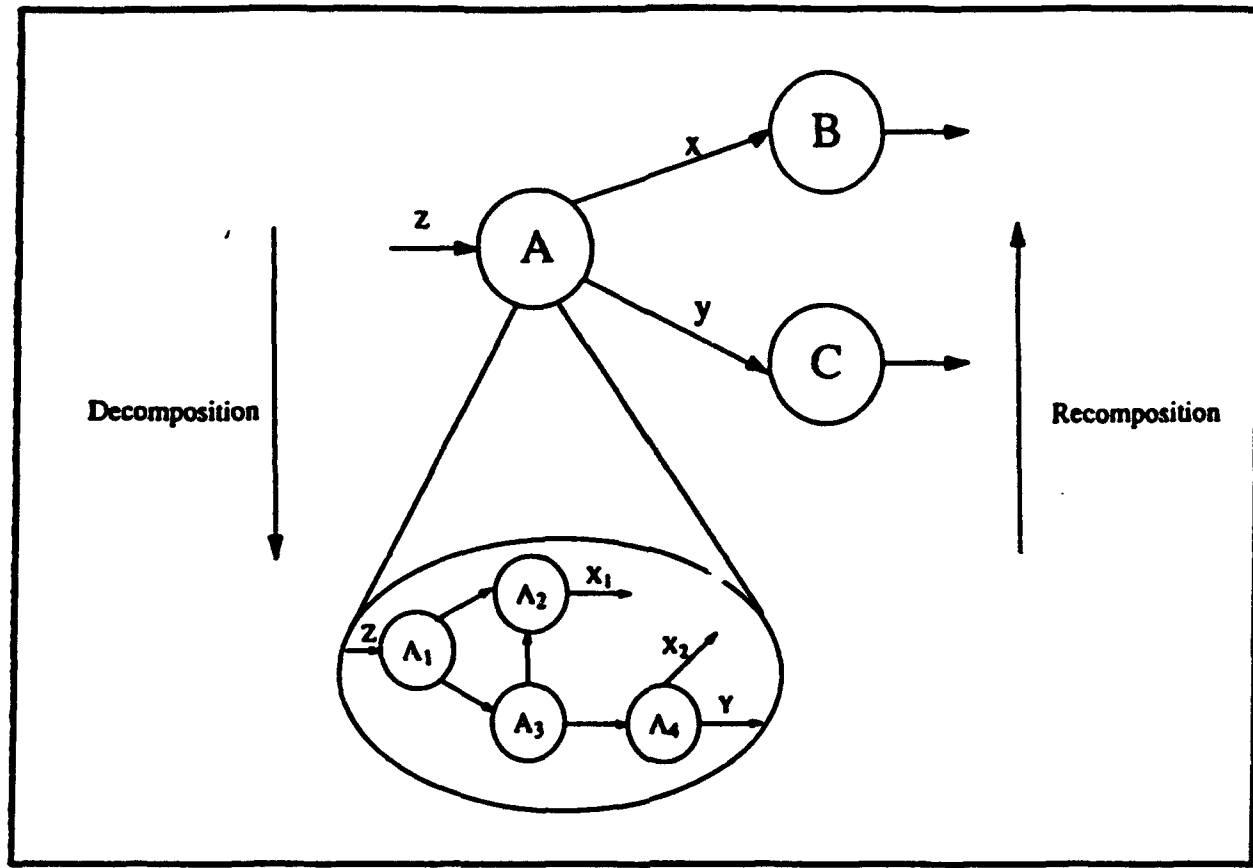 B
x
z
A
y
C
Decomposition
Recomposition
A₂
X₁
Z
A₁
X₂
A₃
A₄
Y